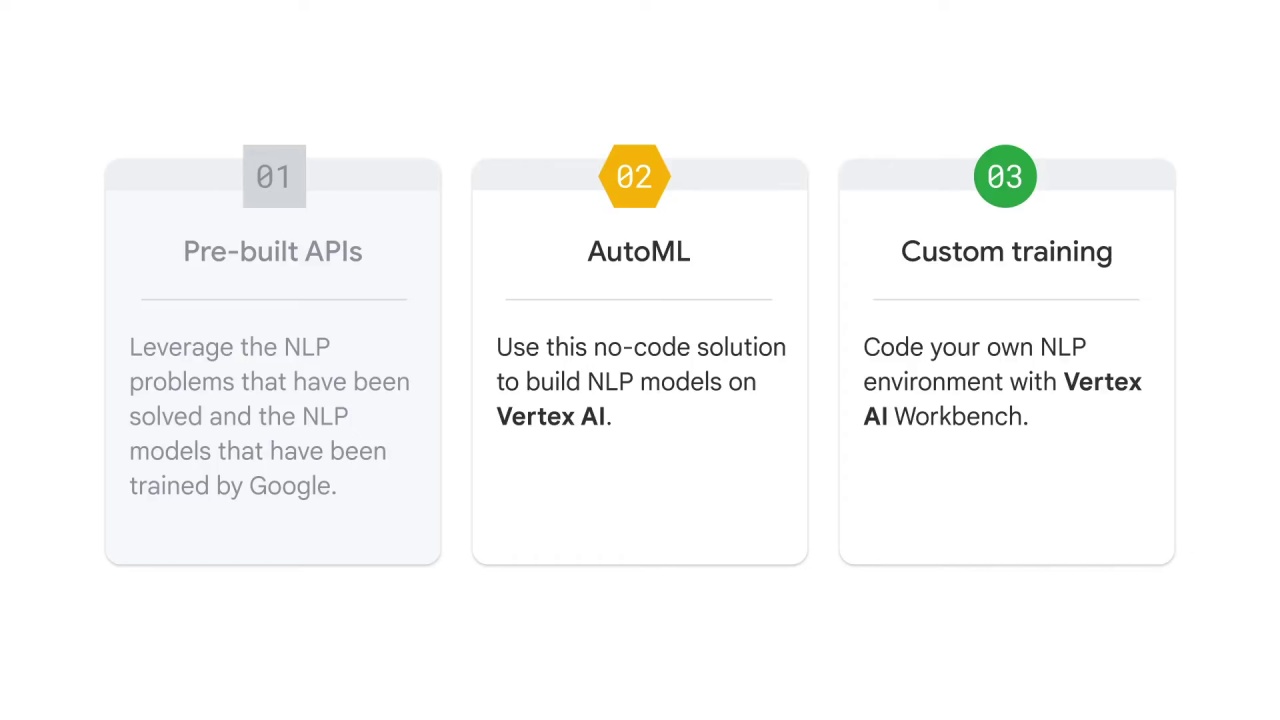 01
Pre-built APIs
Leverage the NLP
problems that have been
solved and the NLP
models that have been
trained by Google.
02
AutoML
Use this no-code solution
to build NLP models on
Vertex AI.
03
Custom training
Code your own NLP
environment with Vertex
AI Workbench.